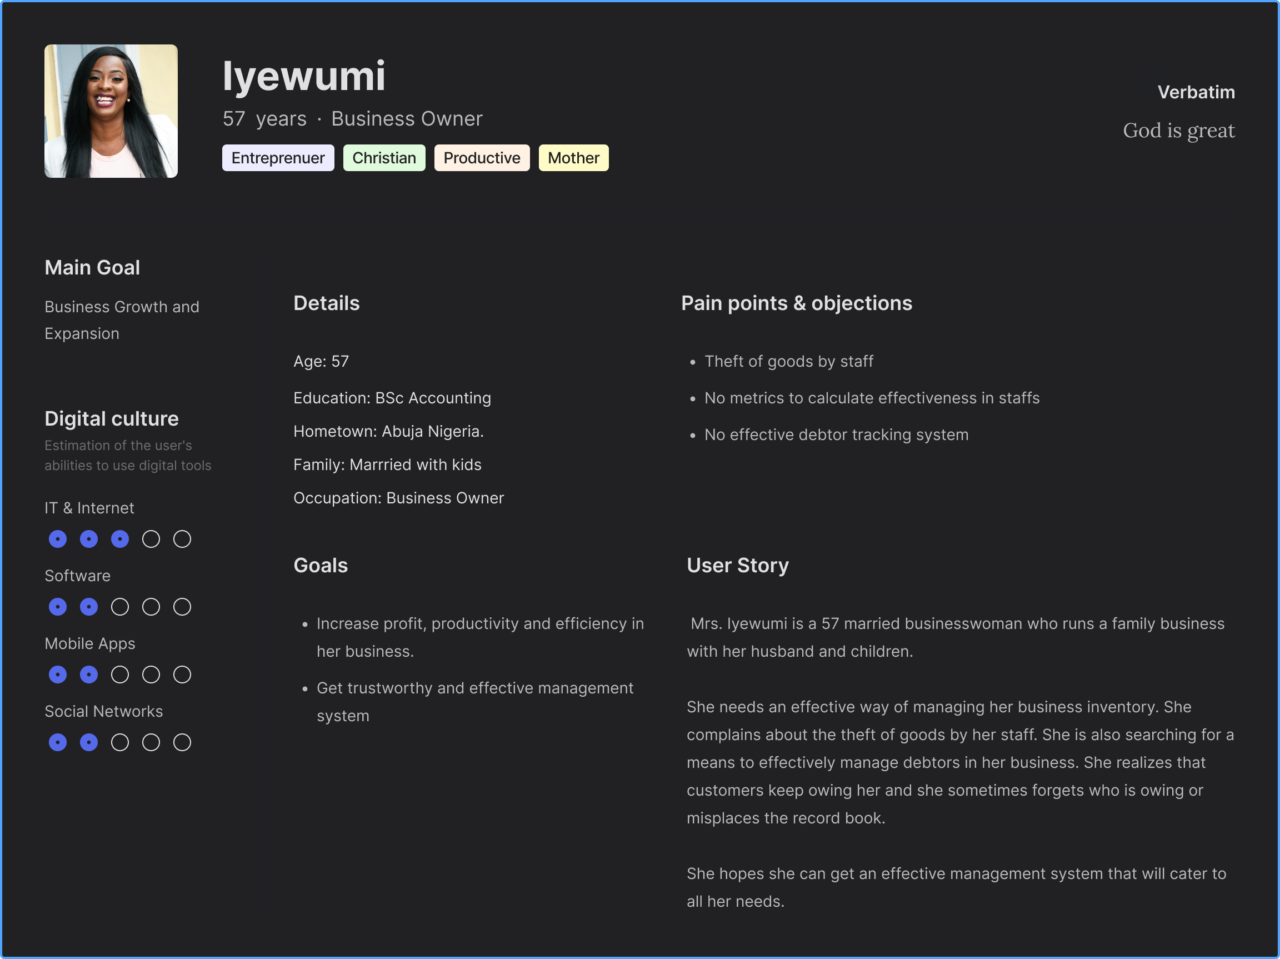 Iyewumi
57 years · Business Owner
Entreprenuer Christian Productive Mother
Verbatim
God is great
Main Goal
Business Growth and
Expansion
Digital culture
Estimation of the user's
abilities to use digital tools
IT & Internet
Software
Mobile Apps
Social Networks
Details
Age: 57
Education: BSc Accounting
Hometown: Abuja Nigeria.
Family: Marrried with kids
Occupation: Business Owner
Pain points & objections
• Theft of goods by staff
• No metrics to calculate effectiveness in staffs
• No effective debtor tracking system
Goals
• Increase profit, productivity and efficiency in
her business.
• Get trustworthy and effective management
system
User Story
Mrs. Iyewumi is a 57 married businesswoman who runs a family business
with her husband and children.
She needs an effective way of managing her business inventory. She
complains about the theft of goods by her staff. She is also searching for a
means to effectively manage debtors in her business. She realizes that
customers keep owing her and she sometimes forgets who is owing or
misplaces the record book.
She hopes she can get an effective management system that will cater to
all her needs.